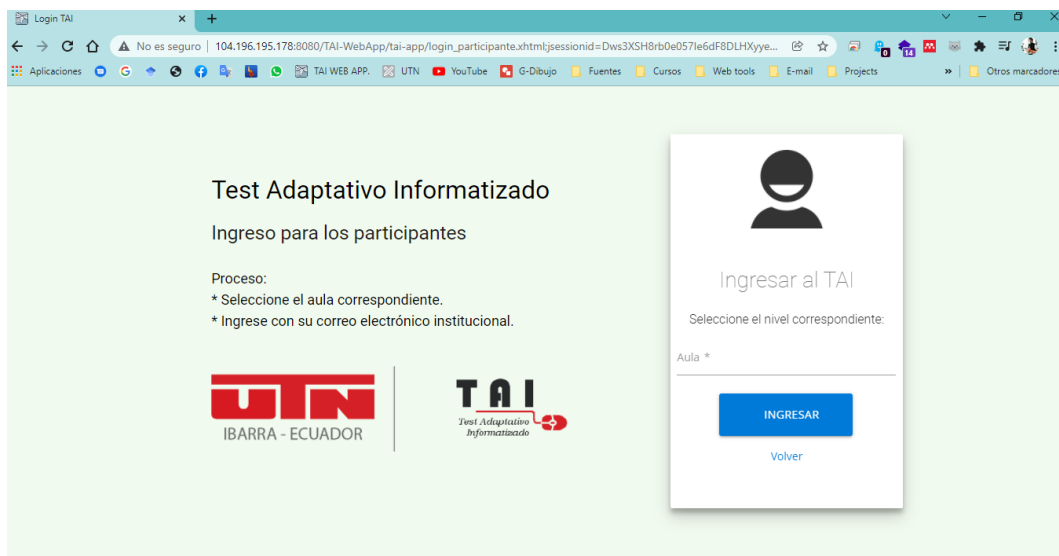 Login TAI
No es seguro | 104.196.195.178:8080/TAI-WebApp/tai-app/login_participante.xhtml;jsessionid=Dws3XSH8rb0e057Ie6dF8DLHXyye...
Aplicaciones TAI WEB APP. UTN YouTube G-Dibujo Fuentes Cursos Web tools E-mail Projects » Otros marcadores
Test Adaptativo Informatizado
Ingreso para los participantes
Proceso:
* Seleccione el aula correspondiente.
* Ingrese con su correo electrónico institucional.
UTN
IBARRA - ECUADOR
TAI
Test Adaptativo
Informatizado
Ingresar al TAI
Seleccione el nivel correspondiente:
Aula *
INGRESAR
Volver